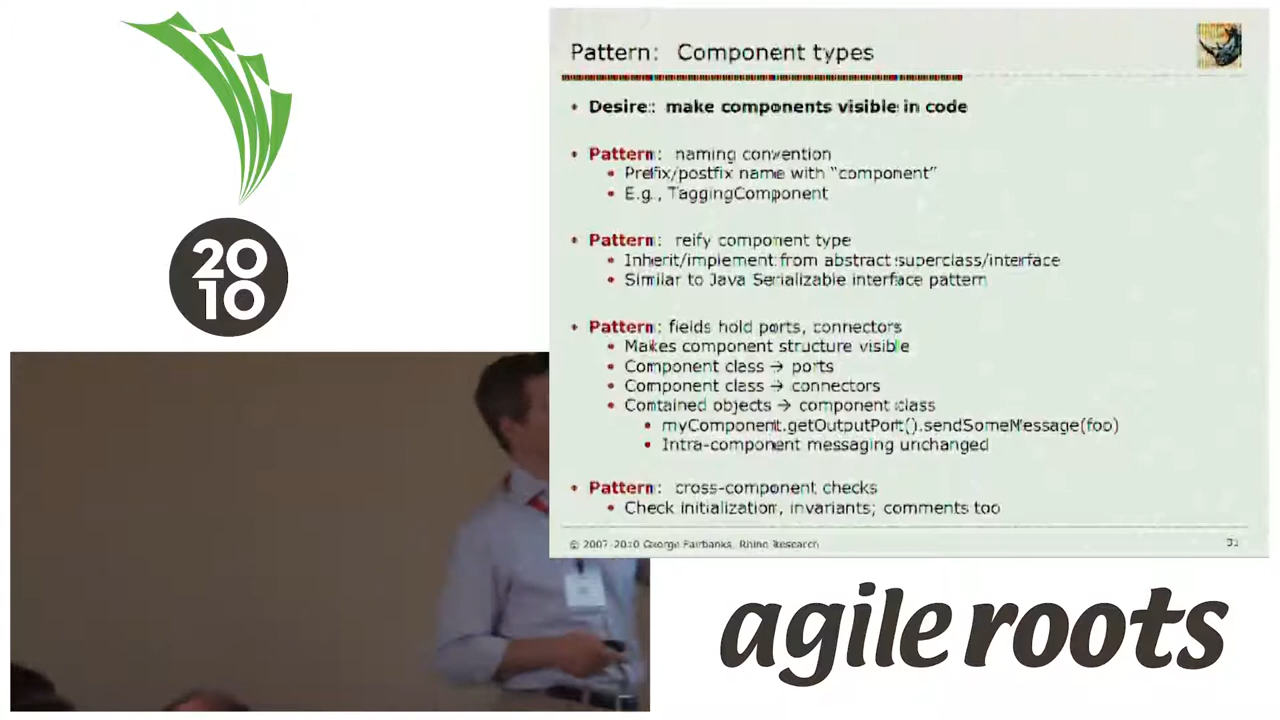 20
10
Pattern: Component types
• Desire: make components visible in code
• Pattern: naming convention
• Prefix/postfix name with “component”
• E.g., TaggingComponent
• Pattern: reify component type
• Inherit/implement from abstract superclass/interface
• Similar to Java Serializable interface pattern
• Pattern: fields hold ports, connectors
• Makes component structure visible
• Component class → ports
• Component class → connectors
• Contained objects → component class
• myComponent.getOutputPort().sendSomeMessage(foo)
• Intra-component messaging unchanged
• Pattern: cross-component checks
• Check initialization, invariants; comments too
© 2007-2010 George Fairbanks, Rhino Research
agile roots